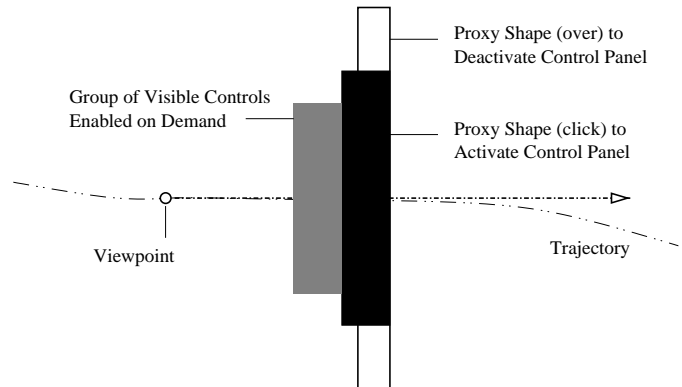 Proxy Shape (over) to
Deactivate Control Panel
Group of Visible Controls
Enabled on Demand
Proxy Shape (click) to
Activate Control Panel
Viewpoint
Trajectory